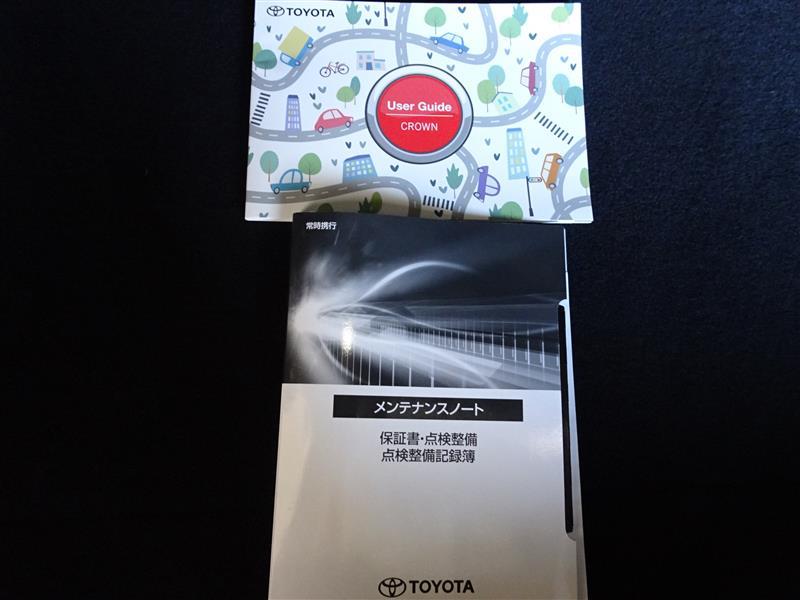 TOYOTA
User Guide
CROWN
常時携行
メンテナンスノート
保証書・点検整備
点検整備記録簿
TOYOTA